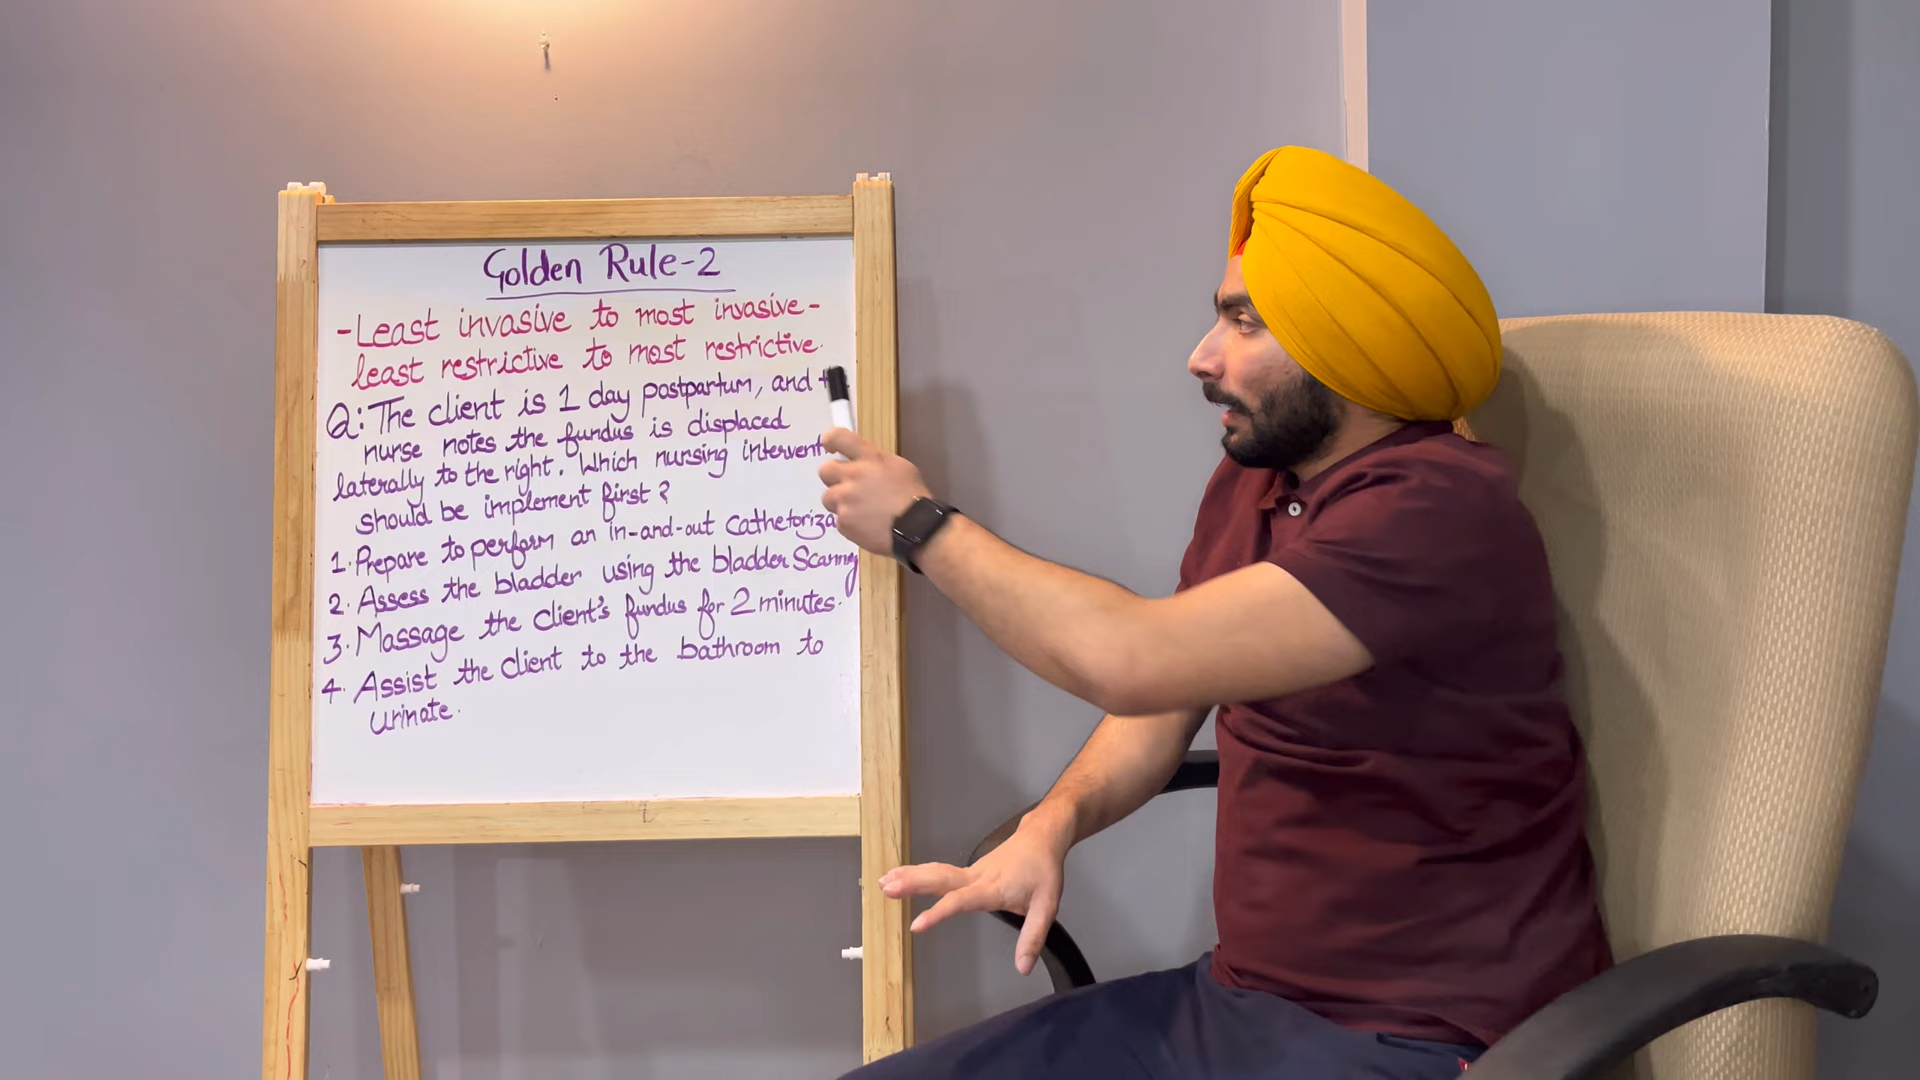 Golden Rule-2
-Least invasive to most invasive-
least restrictive to most restrictive.
Q: The client is 1 day postpartum, and
nurse notes the fundus is displaced
laterally to the right. Which nursing
should be implement first?
1. Prepare to perform an in-and-out
2. Assess the bladder using the bladder
3. Massage the client's fundus for 2 minutes.
4. Assist the client to the bathroom to
urinate.